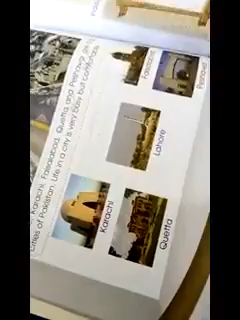 Karachi, Faisalabad, Quetta, and Peshawar are
cities of Pakistan. Life in a city is very busy but comfortable.
Faisalabad
Peshawar
Lahore
Karachi
Quetta